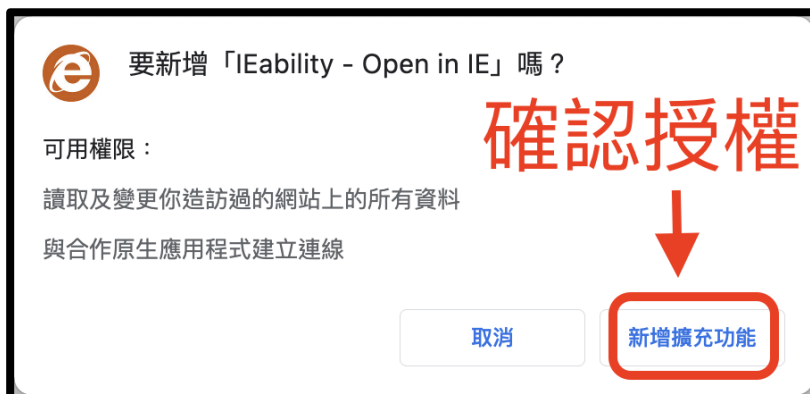 要新增「IEability - Open in IE」嗎？
確認授權
可用權限：
讀取及變更你造訪過的網站上的所有資料
與合作原生應用程式建立連線
取消
新增擴充功能